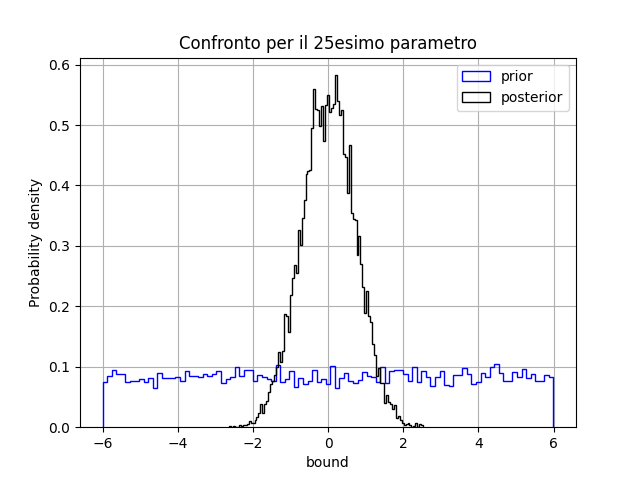 Confronto per il 25esimo parametro
prior
posterior
Probability density
0.6
0.5
0.4
0.3
0.2
0.1
0.0
−6
−4
−2
0
2
4
6
bound